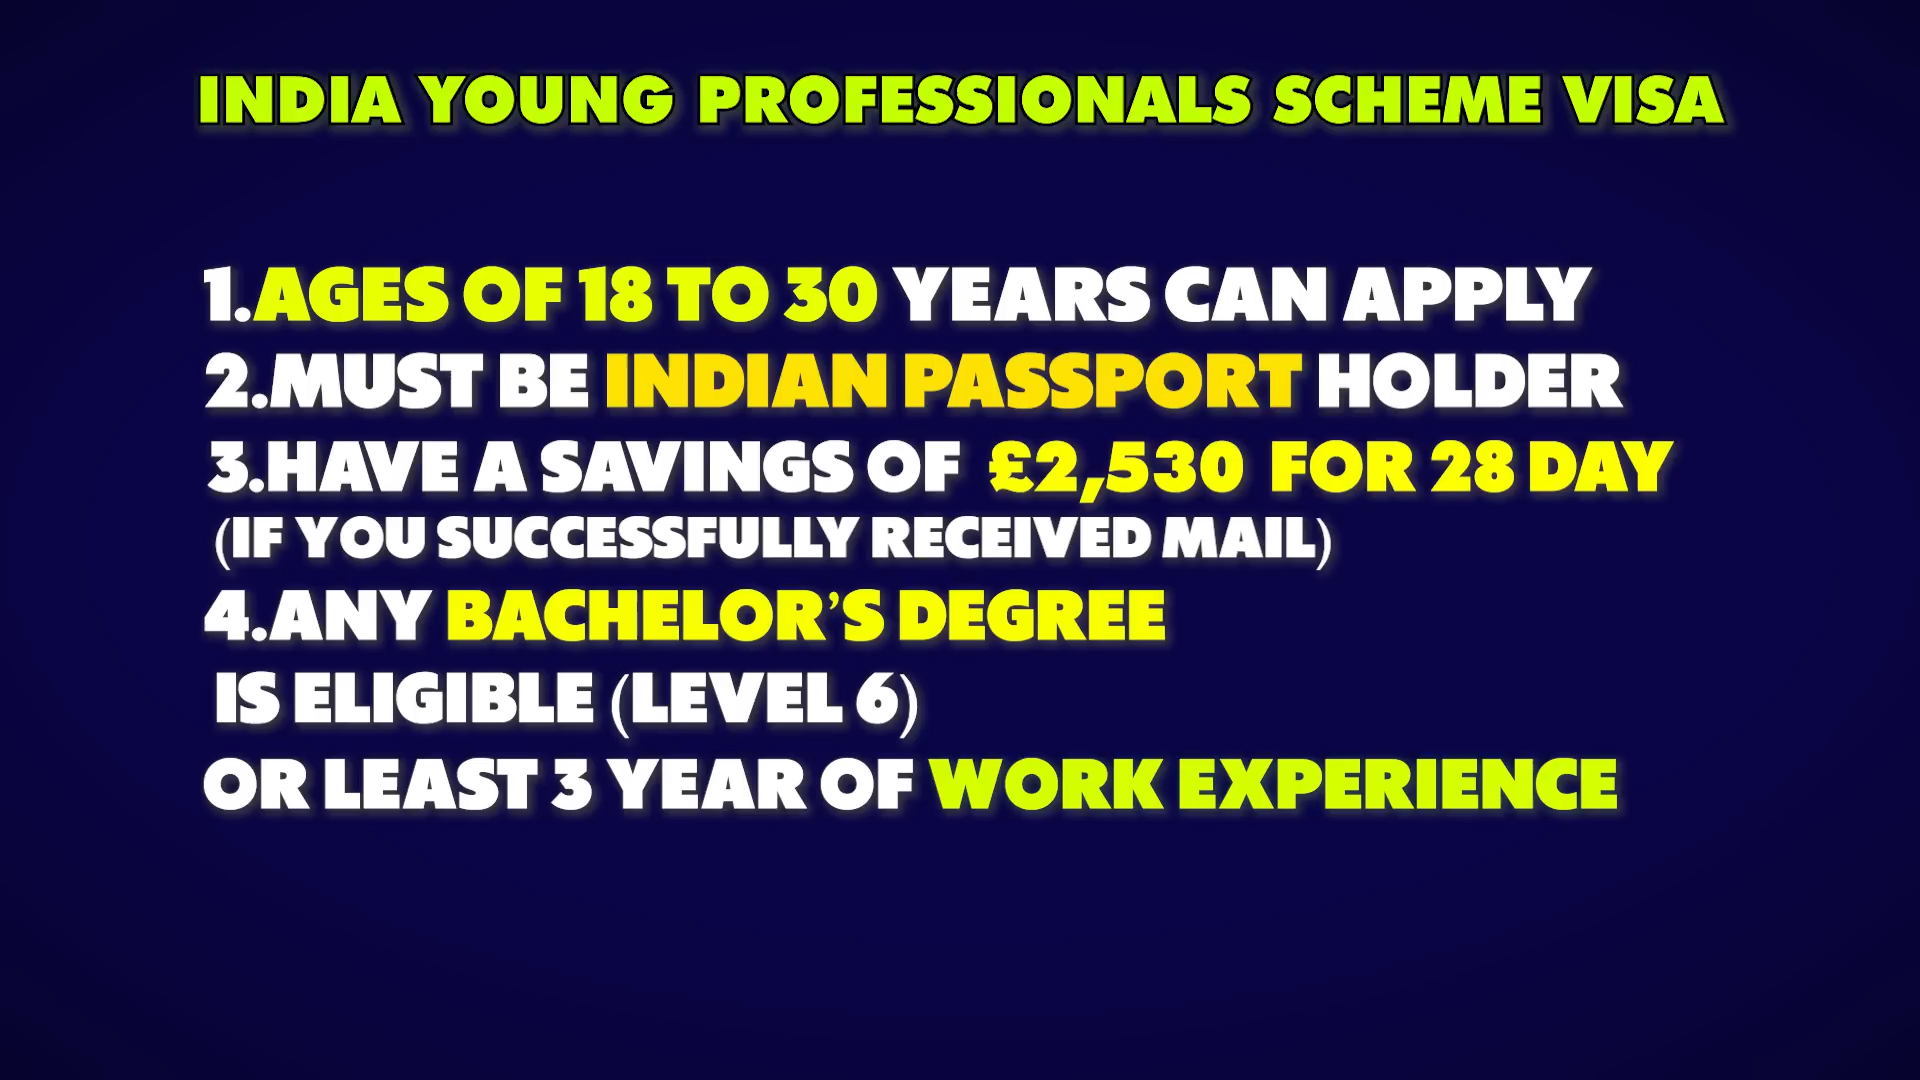 INDIA YOUNG PROFESSIONALS SCHEME VISA
1.AGES OF 18 TO 30 YEARS CAN APPLY
2.MUST BE INDIAN PASSPORT HOLDER
3.HAVE A SAVINGS OF £2,530 FOR 28 DAY
(IF YOU SUCCESSFULLY RECEIVED MAIL)
4.ANY BACHELOR'S DEGREE
IS ELIGIBLE (LEVEL 6)
OR LEAST 3 YEAR OF WORK EXPERIENCE